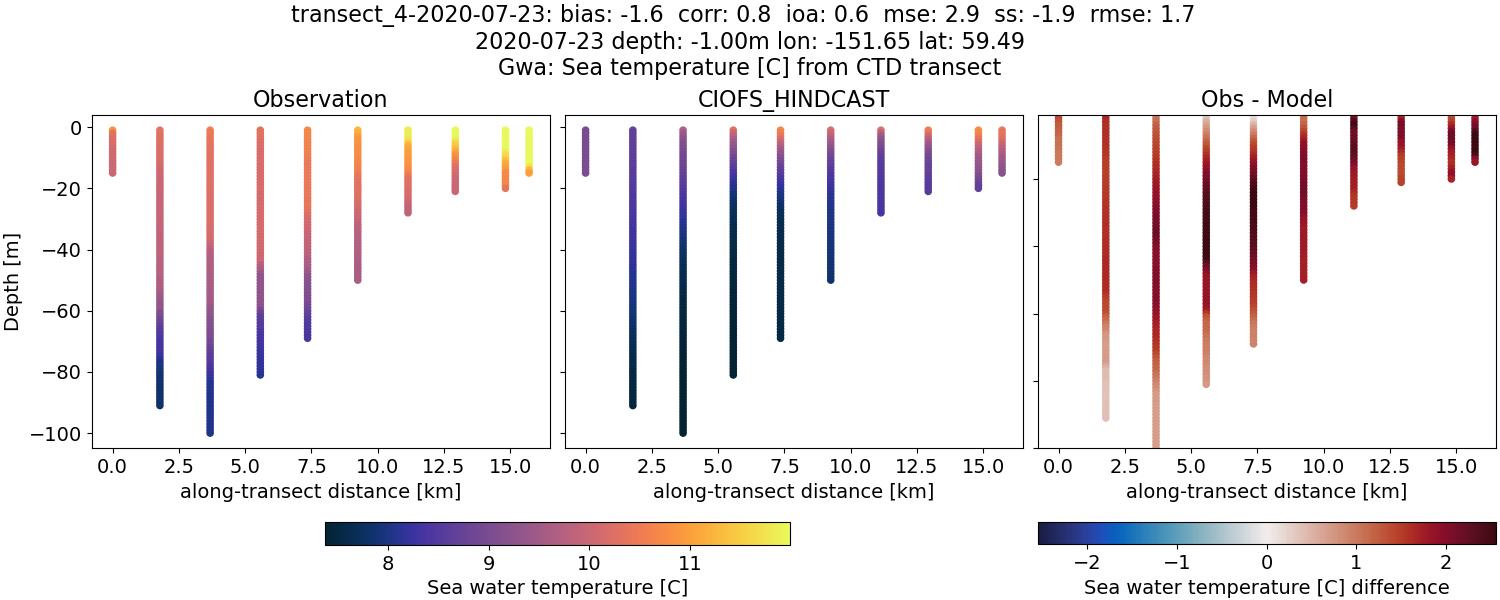 transect_4-2020-07-23: bias: -1.6  corr: 0.8  ioa: 0.6  mse: 2.9  ss: -1.9  rmse: 1.7
2020-07-23 depth: -1.00m lon: -151.65 lat: 59.49
Gwa: Sea temperature [C] from CTD transect
Observation
CIOFS_HINDCAST
Obs - Model
Depth [m]
0
−20
−40
−60
−80
−100
0.0 2.5 5.0 7.5 10.0 12.5 15.0
0.0 2.5 5.0 7.5 10.0 12.5 15.0
0.0 2.5 5.0 7.5 10.0 12.5 15.0
along-transect distance [km]
along-transect distance [km]
along-transect distance [km]
8 9 10 11
Sea water temperature [C]
−2 −1 0 1 2
Sea water temperature [C] difference